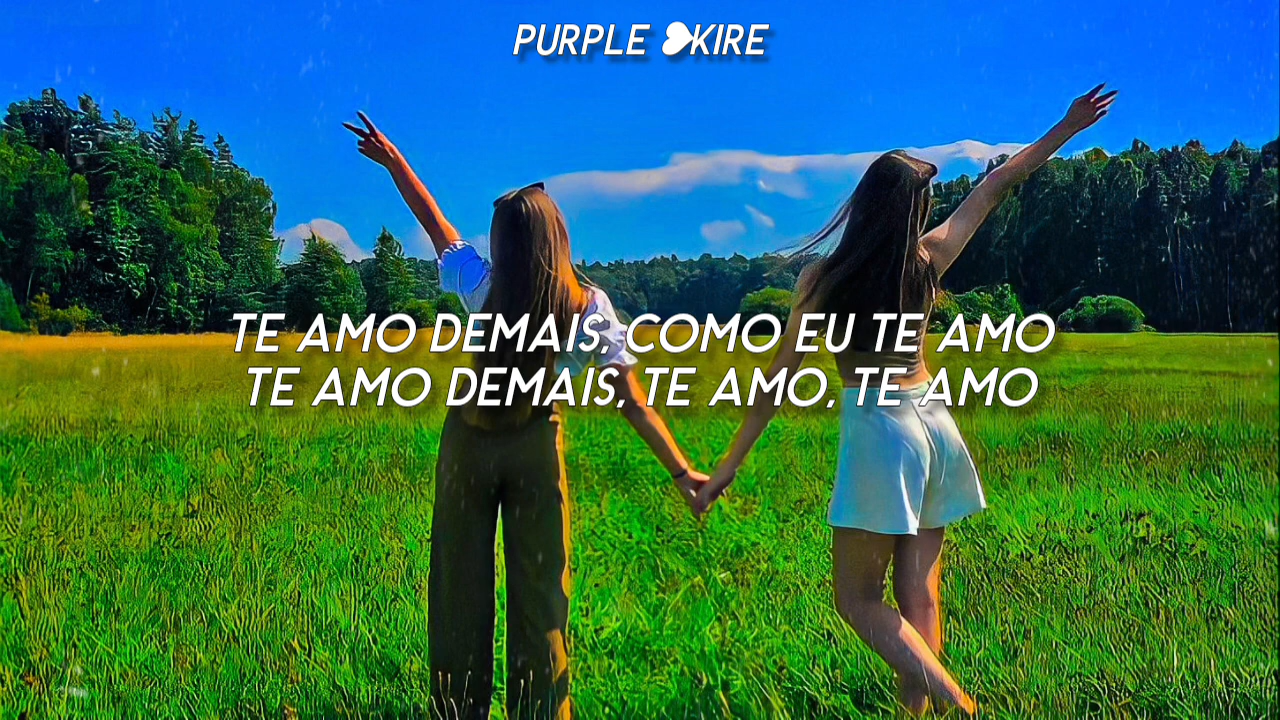 PURPLE ❥KIRE
TE AMO DEMAIS, COMO EU TE AMO
TE AMO DEMAIS, TE AMO, TE AMO